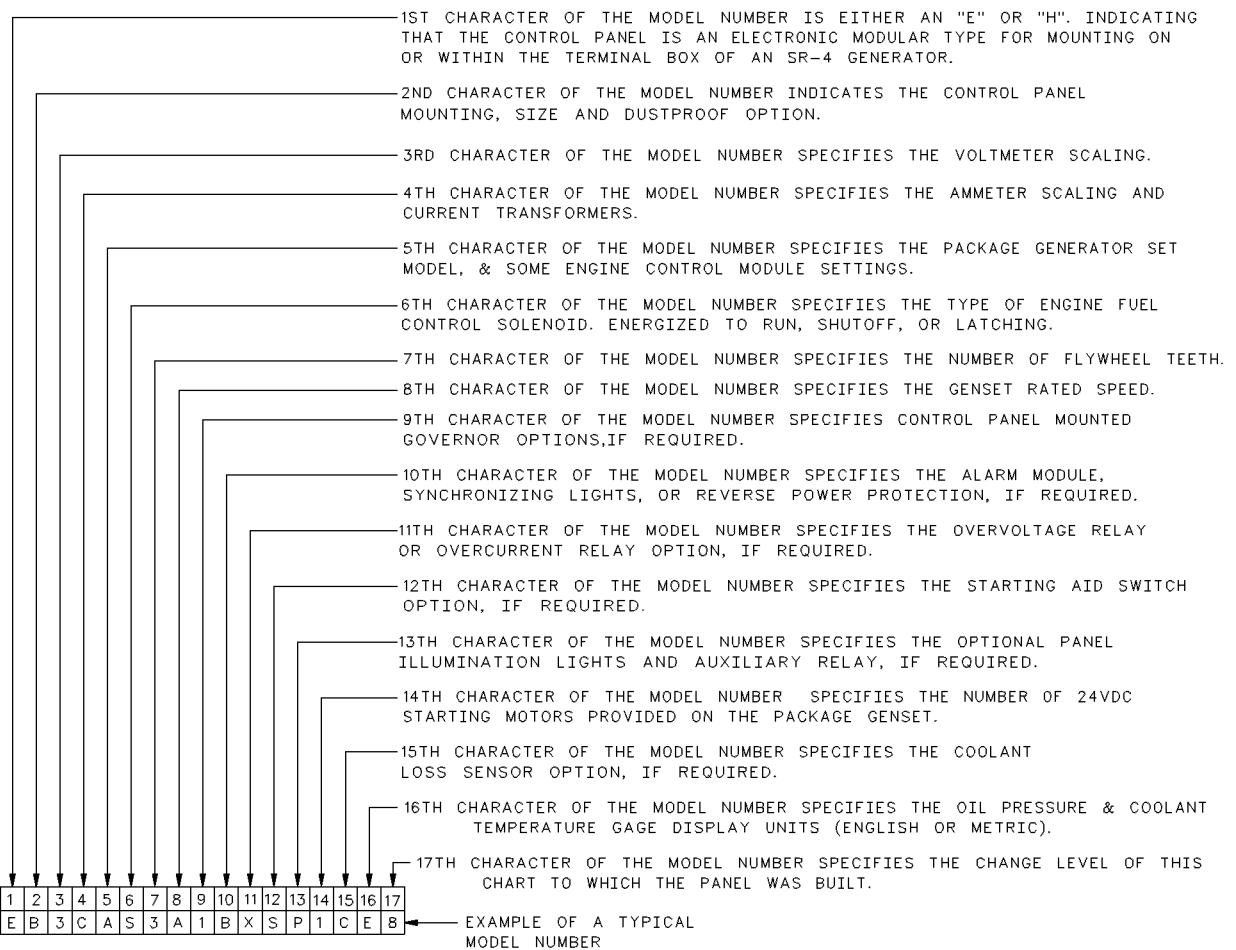 1ST CHARACTER OF THE MODEL NUMBER IS EITHER AN "E" OR "H". INDICATING
THAT THE CONTROL PANEL IS AN ELECTRONIC MODULAR TYPE FOR MOUNTING ON
OR WITHIN THE TERMINAL BOX OF AN SR-4 GENERATOR.
2ND CHARACTER OF THE MODEL NUMBER INDICATES THE CONTROL PANEL
MOUNTING, SIZE AND DUSTPROOF OPTION.
3RD CHARACTER OF THE MODEL NUMBER SPECIFIES THE VOLTMETER SCALING.
4TH CHARACTER OF THE MODEL NUMBER SPECIFIES THE AMMETER SCALING AND
CURRENT TRANSFORMERS.
5TH CHARACTER OF THE MODEL NUMBER SPECIFIES THE PACKAGE GENERATOR SET
MODEL, & SOME ENGINE CONTROL MODULE SETTINGS.
6TH CHARACTER OF THE MODEL NUMBER SPECIFIES THE TYPE OF ENGINE FUEL
CONTROL SOLENOID. ENERGIZED TO RUN, SHUTOFF, OR LATCHING.
7TH CHARACTER OF THE MODEL NUMBER SPECIFIES THE NUMBER OF FLYWHEEL TEETH.
8TH CHARACTER OF THE MODEL NUMBER SPECIFIES THE GENSET RATED SPEED.
9TH CHARACTER OF THE MODEL NUMBER SPECIFIES CONTROL PANEL MOUNTED
GOVERNOR OPTIONS,IF REQUIRED.
10TH CHARACTER OF THE MODEL NUMBER SPECIFIES THE ALARM MODULE,
SYNCHRONIZING LIGHTS, OR REVERSE POWER PROTECTION, IF REQUIRED.
11TH CHARACTER OF THE MODEL NUMBER SPECIFIES THE OVERVOLTAGE RELAY
OR OVERCURRENT RELAY OPTION, IF REQUIRED.
12TH CHARACTER OF THE MODEL NUMBER SPECIFIES THE STARTING AID SWITCH
OPTION, IF REQUIRED.
13TH CHARACTER OF THE MODEL NUMBER SPECIFIES THE OPTIONAL PANEL
ILLUMINATION LIGHTS AND AUXILIARY RELAY, IF REQUIRED.
14TH CHARACTER OF THE MODEL NUMBER SPECIFIES THE NUMBER OF 24VDC
STARTING MOTORS PROVIDED ON THE PACKAGE GENSET.
15TH CHARACTER OF THE MODEL NUMBER SPECIFIES THE COOLANT
LOSS SENSOR OPTION, IF REQUIRED.
16TH CHARACTER OF THE MODEL NUMBER SPECIFIES THE OIL PRESSURE & COOLANT
TEMPERATURE GAGE DISPLAY UNITS (ENGLISH OR METRIC).
17TH CHARACTER OF THE MODEL NUMBER SPECIFIES THE CHANGE LEVEL OF THIS
CHART TO WHICH THE PANEL WAS BUILT.
1 2 3 4 5 6 7 8 9 10 11 12 13 14 15 16 17
E B 3 C A S 3 A 1 B X S P 1 C E 8
EXAMPLE OF A TYPICAL
MODEL NUMBER